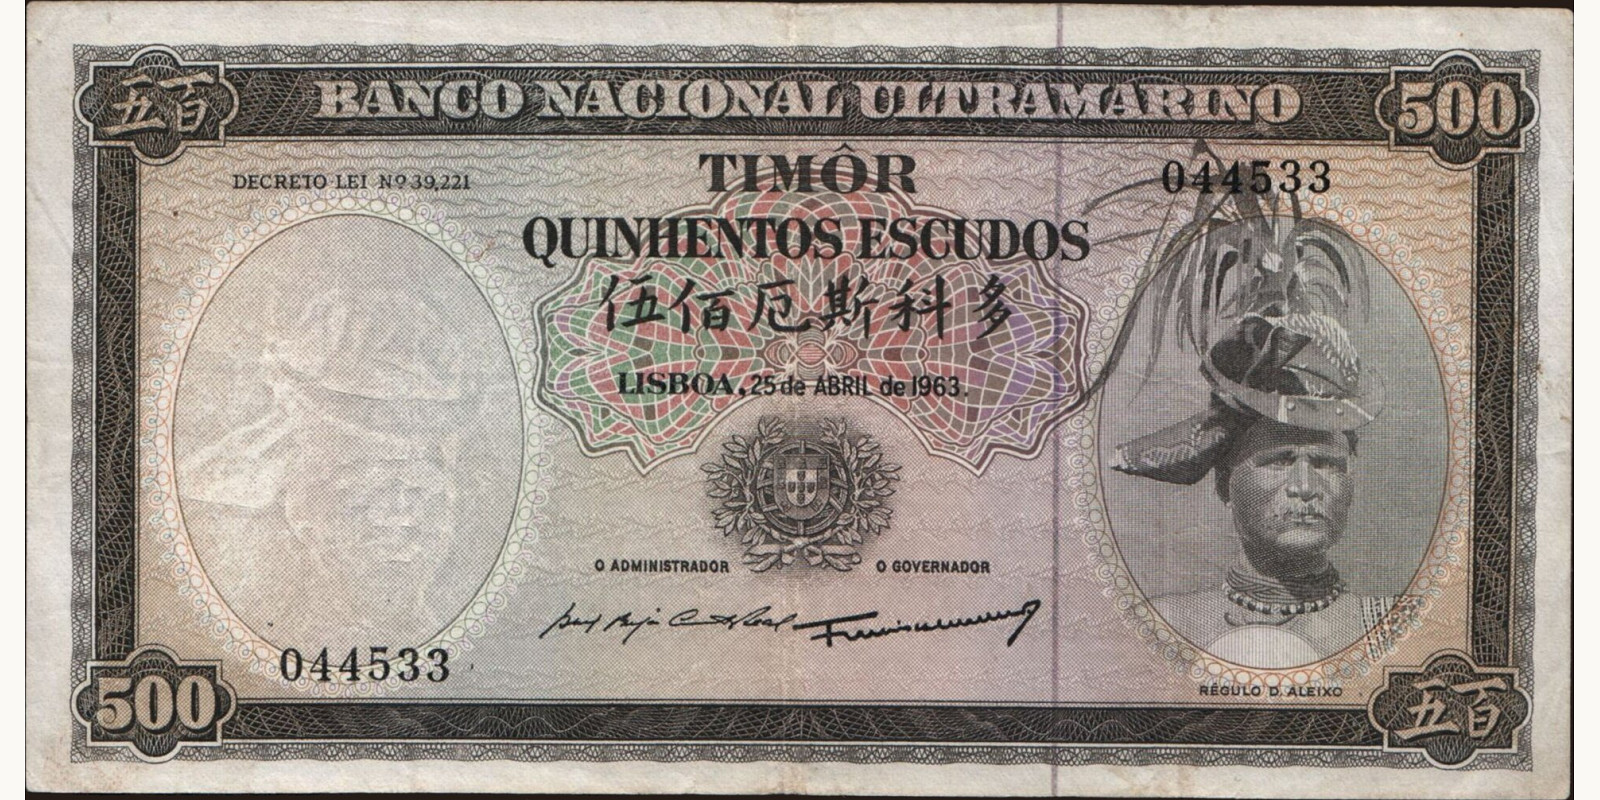 五百
BANCO NACIONAL ULTRAMARINO
500
DECRETO-LEI Nº 39,221
TIMÔR
044533
QUINHENTOS ESCUDOS
伍佰厄斯科多
LISBOA, 25 de ABRIL de 1963.
O ADMINISTRADOR
O GOVERNADOR
044533
RÉGULO D. ALEIXO
500
五百